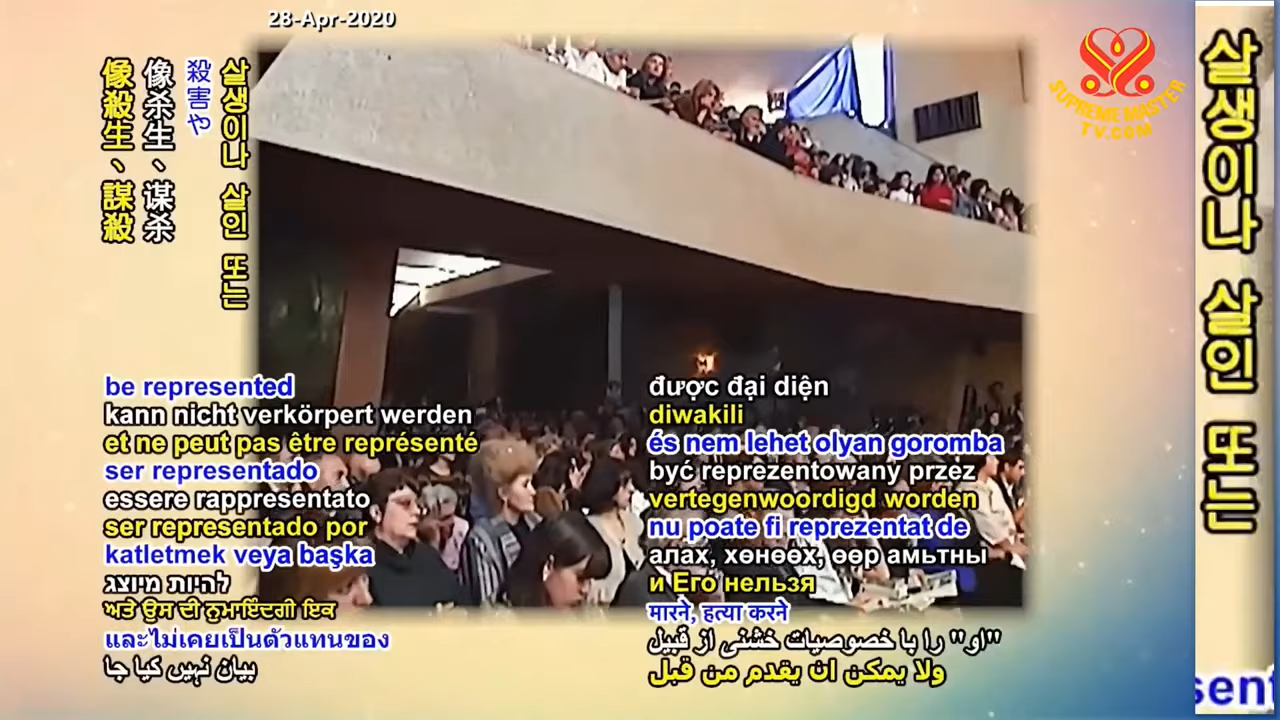 28-Apr-2020
SUPREME MASTER
TV.COM
살생이나 살인 또는
殺害や
像杀生、谋杀
像殺生、謀殺
be represented
kann nicht verkörpert werden
et ne peut pas être représenté
ser representado
essere rappresentato
ser representado por
katletmek veya başka
להיות מיוצג
ਅਤੇ ਉਸ ਦੀ ਨੁਮਾਇੰਦਗੀ ਇਕ
และไม่เคยเป็นตัวแทนของ
بیان نہیں کیا جا
được đại diện
diwakili
és nem lehet olyan goromba
być reprezentowany przez
vertegenwoordigd worden
nu poate fi reprezentat de
алах, хөнөөх, өөр амьтны
и Его нельзя
मारने, हत्या करने
"او" را با خصوصیات خشنی از قبیل
ولا يمكن ان يقدم من قبل
살생이나 살인 또는
sent